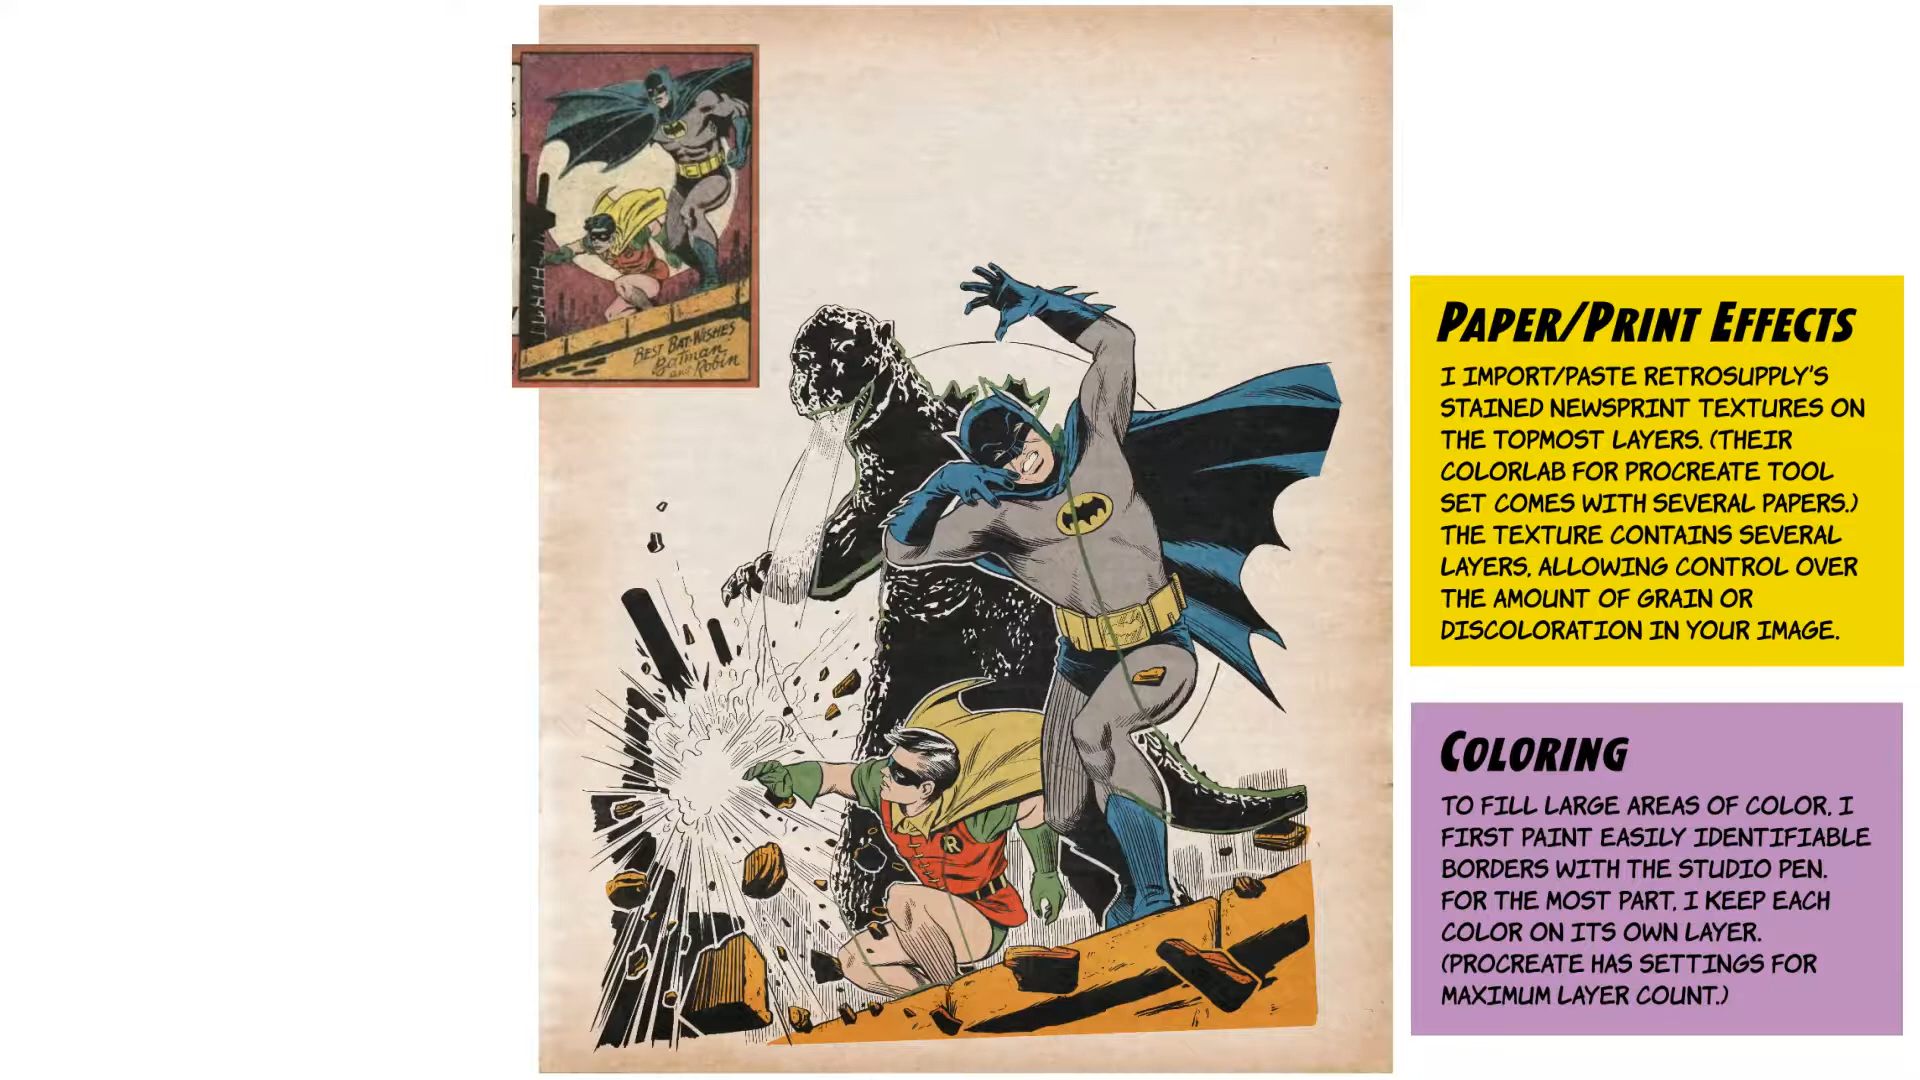 BEST BAT-WISHES
Batman
and Robin
R
PAPER/PRINT EFFECTS
I IMPORT/PASTE RETROSUPPLY'S
STAINED NEWSPRINT TEXTURES ON
THE TOPMOST LAYERS. (THEIR
COLORLAB FOR PROCREATE TOOL
SET COMES WITH SEVERAL PAPERS.)
THE TEXTURE CONTAINS SEVERAL
LAYERS, ALLOWING CONTROL OVER
THE AMOUNT OF GRAIN OR
DISCOLORATION IN YOUR IMAGE.
COLORING
TO FILL LARGE AREAS OF COLOR, I
FIRST PAINT EASILY IDENTIFIABLE
BORDERS WITH THE STUDIO PEN.
FOR THE MOST PART, I KEEP EACH
COLOR ON ITS OWN LAYER.
(PROCREATE HAS SETTINGS FOR
MAXIMUM LAYER COUNT.)